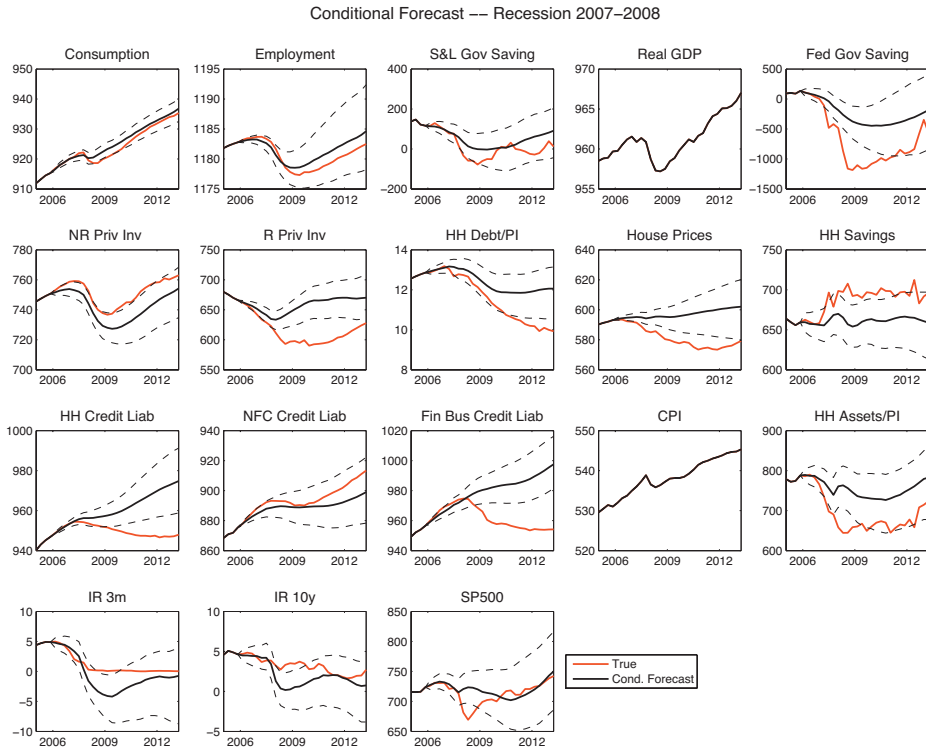 Conditional Forecast −− Recession 2007−2008
Consumption
950
940
930
920
910
2006 2009 2012
Employment
1195
1190
1185
1180
1175
2006 2009 2012
S&L Gov Saving
400
200
0
−200
2006 2009 2012
Real GDP
970
965
960
955
2006 2009 2012
Fed Gov Saving
500
0
−500
−1000
−1500
2006 2009 2012
NR Priv Inv
780
760
740
720
700
2006 2009 2012
R Priv Inv
750
700
650
600
550
2006 2009 2012
HH Debt/PI
14
12
10
8
2006 2009 2012
House Prices
640
620
600
580
560
2006 2009 2012
HH Savings
750
700
650
600
2006 2009 2012
HH Credit Liab
1000
980
960
940
2006 2009 2012
NFC Credit Liab
940
920
900
880
860
2006 2009 2012
Fin Bus Credit Liab
1020
1000
980
960
940
2006 2009 2012
CPI
550
540
530
520
2006 2009 2012
HH Assets/PI
900
800
700
600
2006 2009 2012
IR 3m
10
5
0
−5
−10
2006 2009 2012
IR 10y
10
5
0
−5
2006 2009 2012
SP500
850
800
750
700
650
2006 2009 2012
True
Cond. Forecast